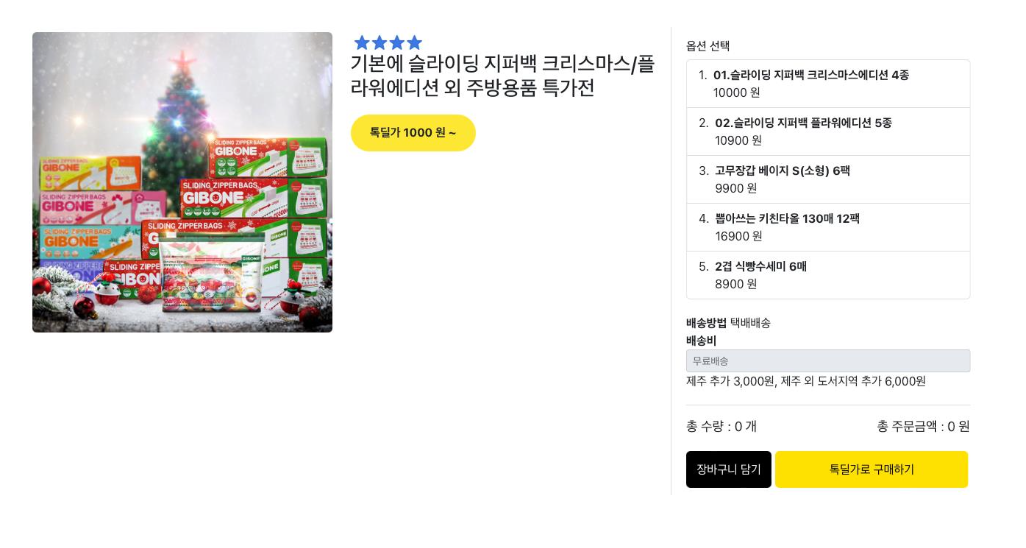 SLIDING ZIPPER BAGS
GIBONE
SLIDING ZIPPER BAGS
GIBONE
SLIDING ZIPPER BAGS
GIBONE
GIBONE
GIBONE
GIBONE
기본에 슬라이딩 지퍼백 크리스마스/플
라워에디션 외 주방용품 특가전
톡딜가 1000 원 ~
옵션 선택
1. 01.슬라이딩 지퍼백 크리스마스에디션 4종
10000 원
2. 02.슬라이딩 지퍼백 플라워에디션 5종
10900 원
3. 고무장갑 베이지 S(소형) 6팩
9900 원
4. 뽑아쓰는 키친타올 130매 12팩
16900 원
5. 2겹 식빵수세미 6매
8900 원
배송방법 택배배송
배송비
무료배송
제주 추가 3,000원, 제주 외 도서지역 추가 6,000원
총 수량 : 0 개
총 주문금액 : 0 원
장바구니 담기
톡딜가로 구매하기